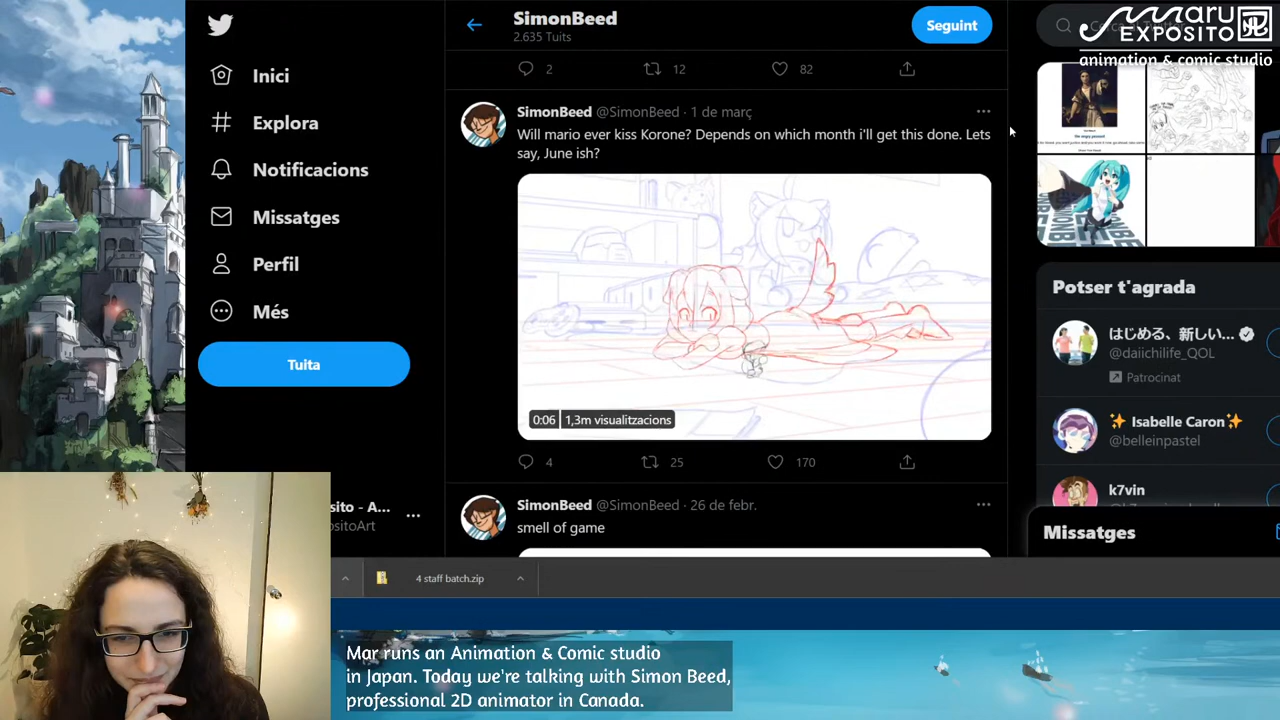 SimonBeed
2.635 Tuits
Seguint
maru
EXPOSITO
animation & comic studio
Inici
Explora
Notificacions
Missatges
Perfil
Més
Tuita
2
12
82
SimonBeed @SimonBeed · 1 de març
Will mario ever kiss Korone? Depends on which month i'll get this done. Lets
say, June ish?
0:06
1,3m visualitzacions
4
25
170
SimonBeed @SimonBeed · 26 de febr.
smell of game
Potser t'agrada
はじめる、新しい...
@daiichilife_QOL
Patrocinat
✨ Isabelle Caron ✨
@belleinpastel
k7vin
Missatges
sito - A...
ositoArt
4 staff batch.zip
Mar runs an Animation & Comic studio
in Japan. Today we're talking with Simon Beed,
professional 2D animator in Canada.